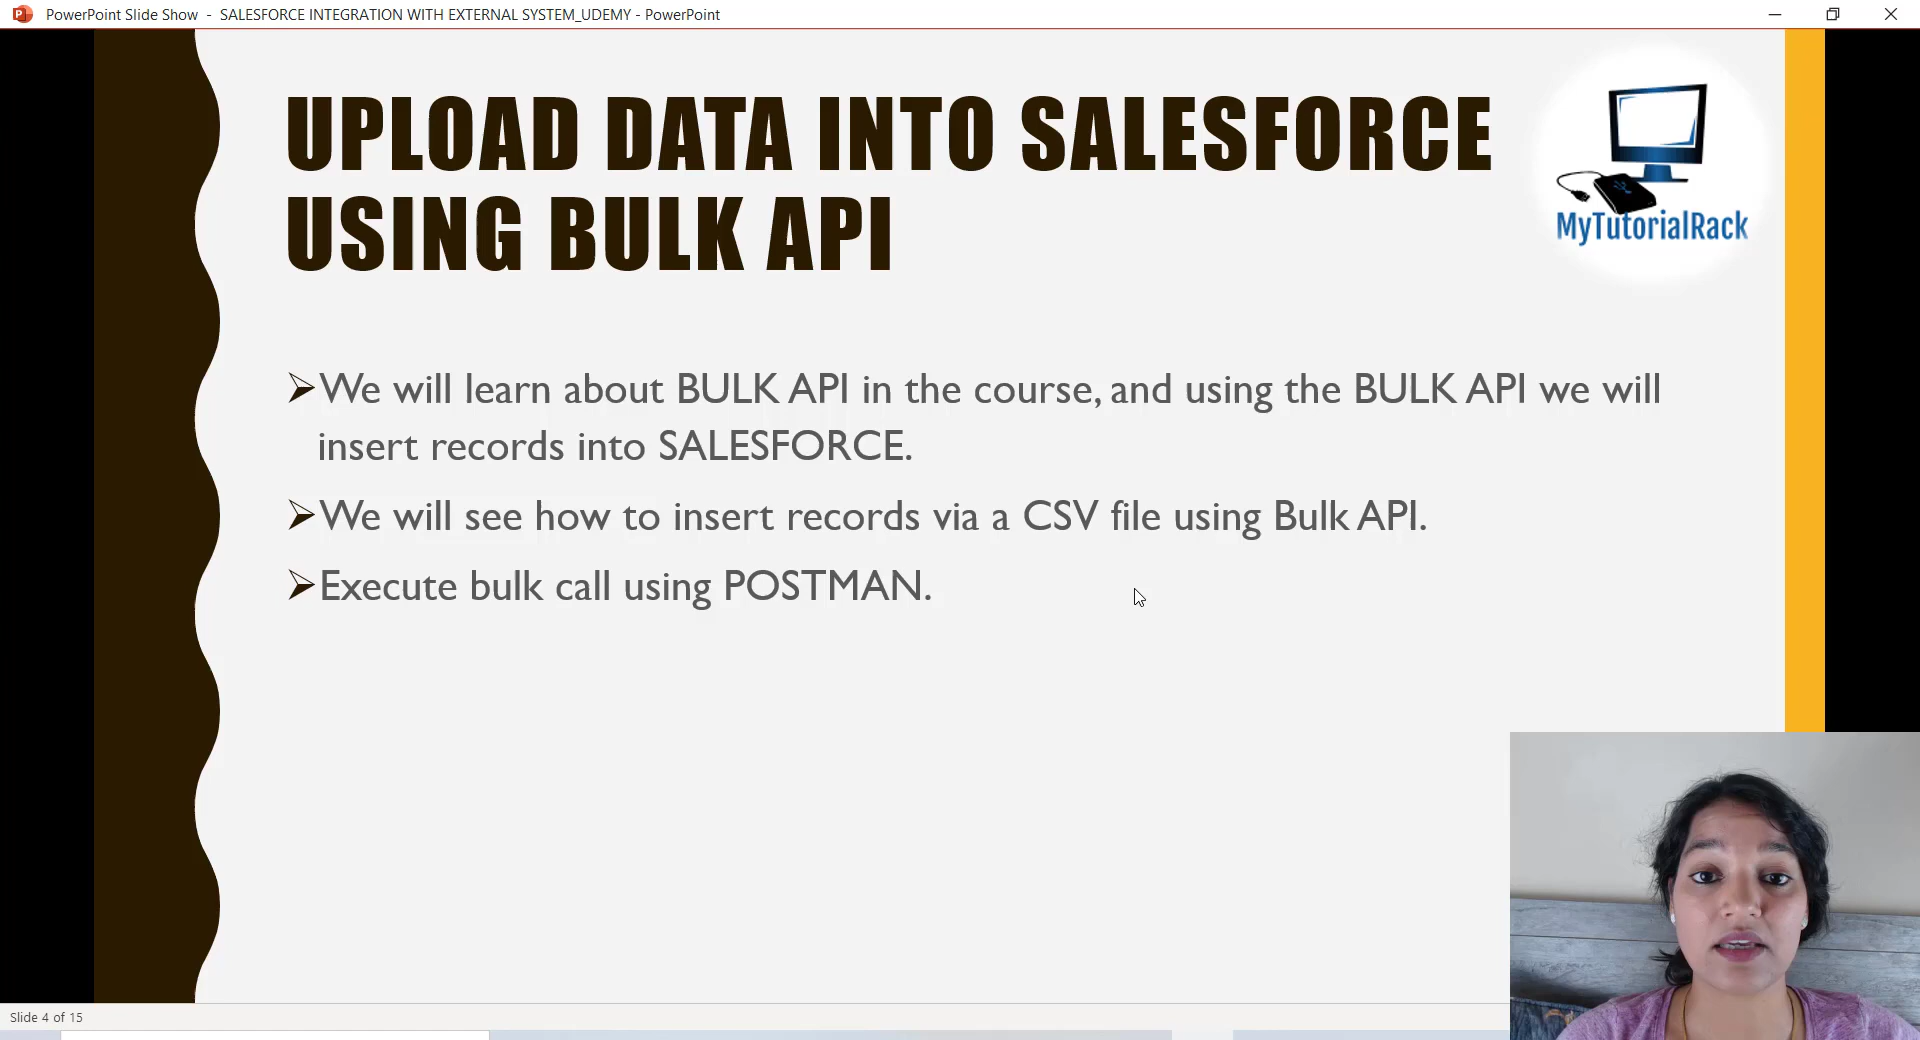 PowerPoint Slide Show - SALESFORCE INTEGRATION WITH EXTERNAL SYSTEM_UDEMY - PowerPoint
UPLOAD DATA INTO SALESFORCE
USING BULK API
MyTutorialRack
➢We will learn about BULK API in the course, and using the BULK API we will
insert records into SALESFORCE.
➢We will see how to insert records via a CSV file using Bulk API.
➢Execute bulk call using POSTMAN.
Slide 4 of 15